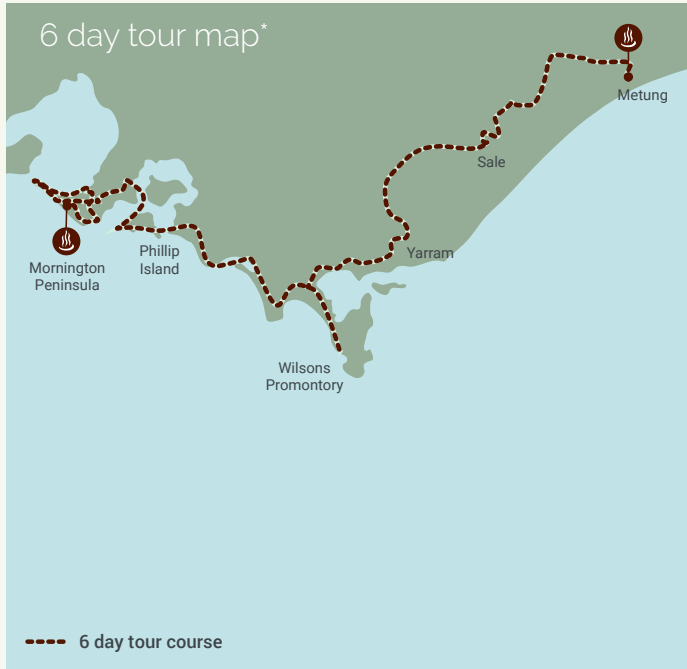 6 day tour map*
Metung
Sale
Yarram
Phillip
Island
Mornington
Peninsula
Wilsons
Promontory
6 day tour course